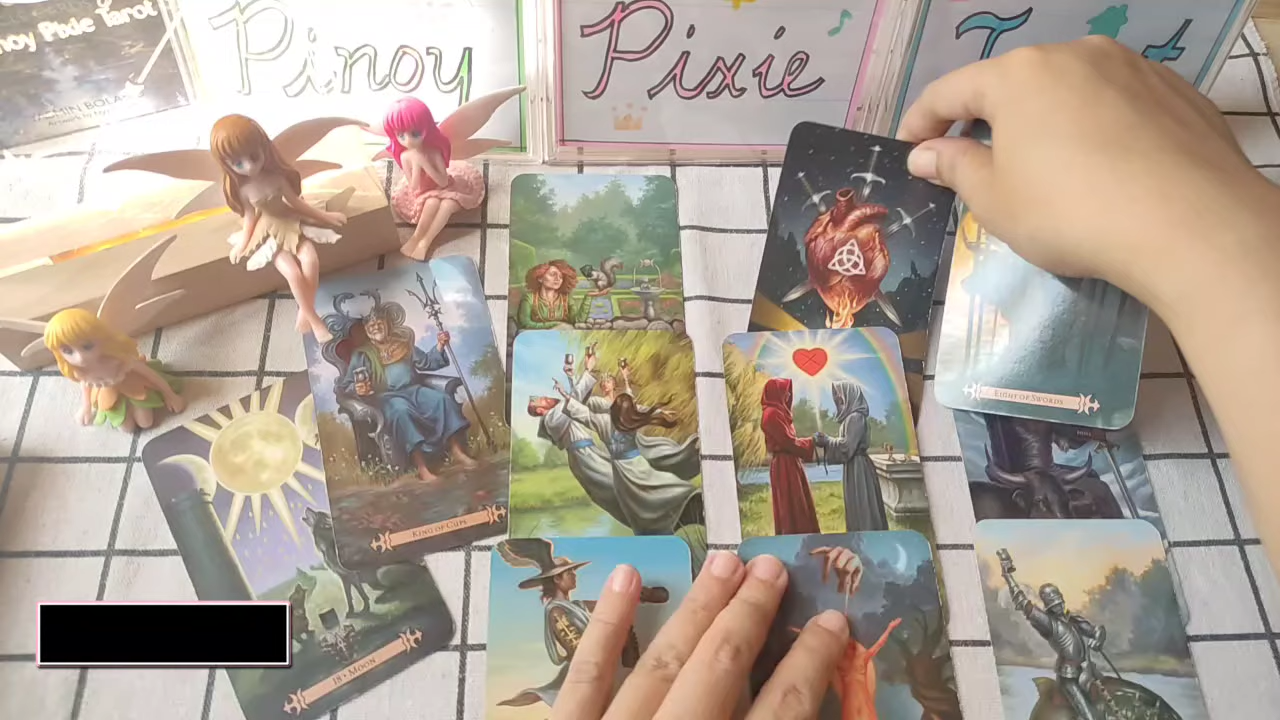 Pinoy Pixie Tarot
Pinoy
Pixie
KING OF CUPS
EIGHT OF SWORDS
18 • MOON